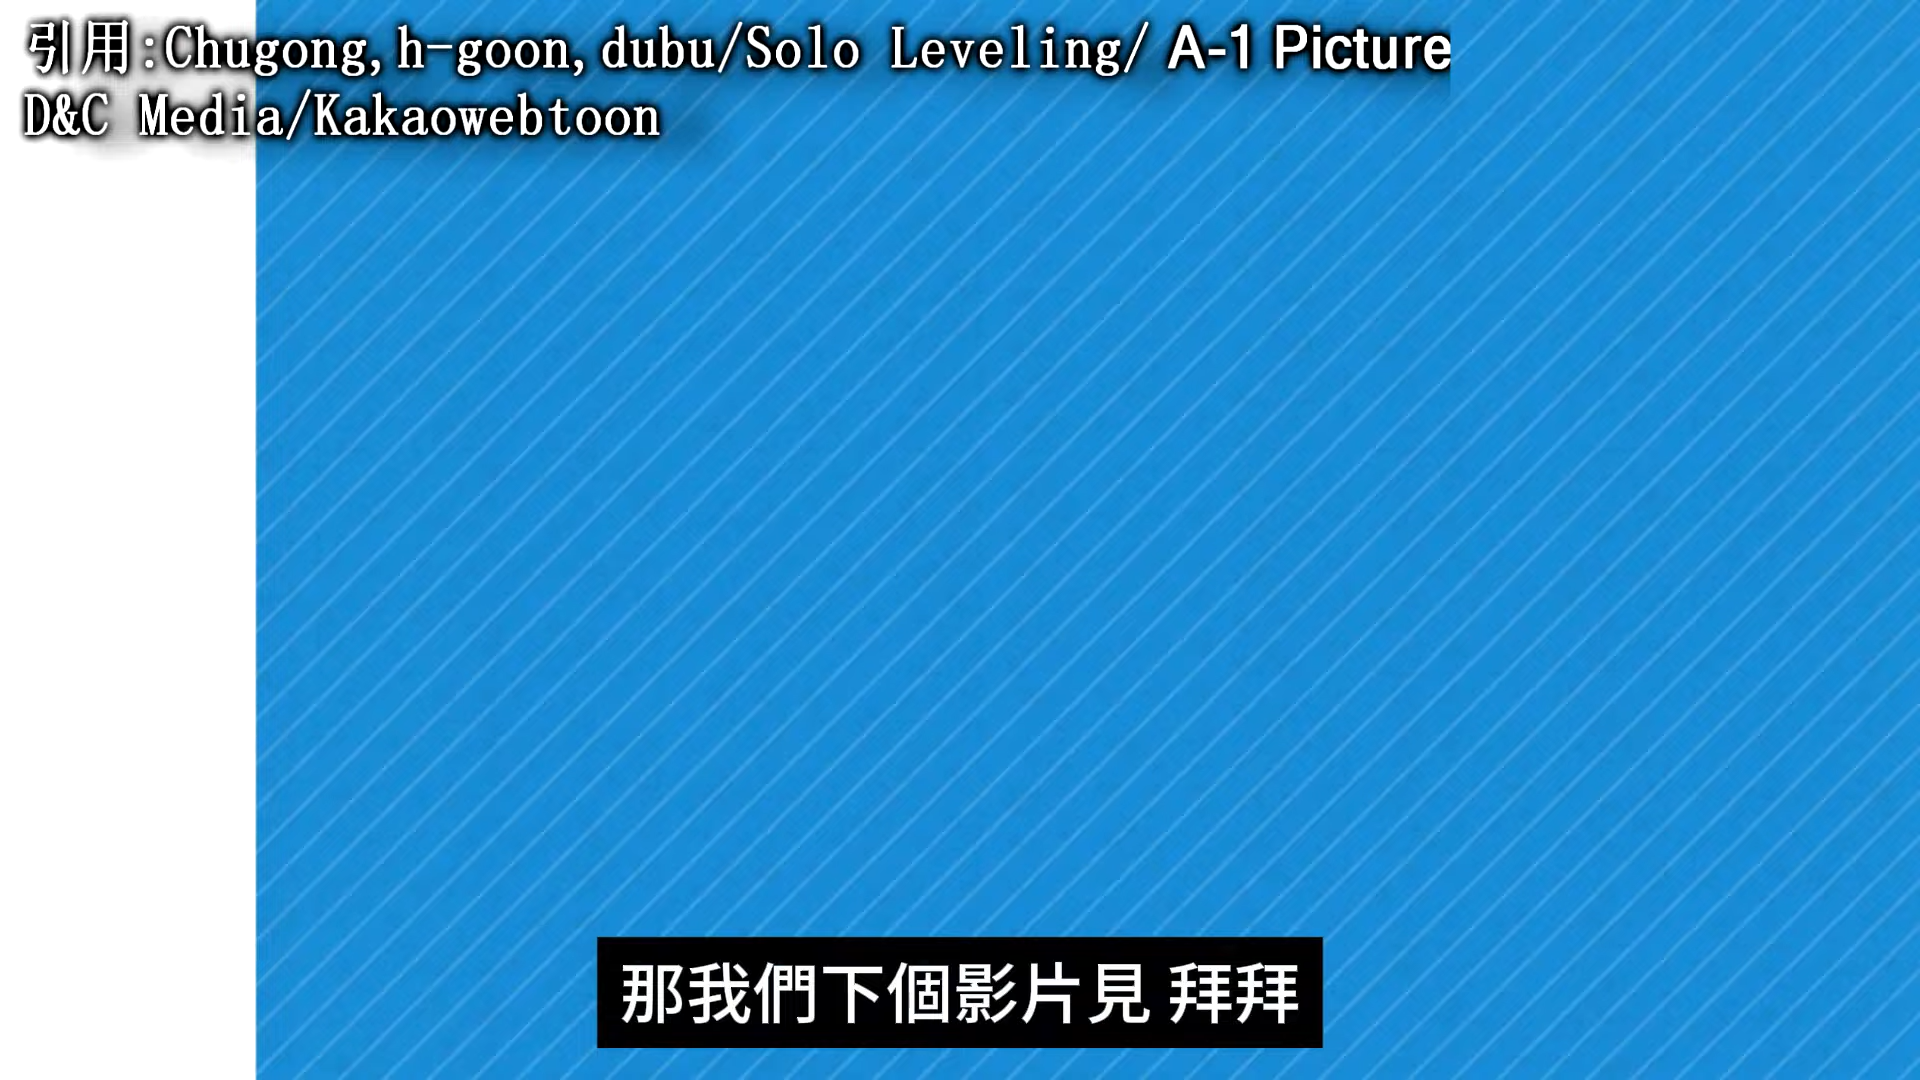 引用:Chugong,h-goon,dubu/Solo Leveling/ A-1 Picture
D&C Media/Kakaowebtoon
那我們下個影片見 拜拜